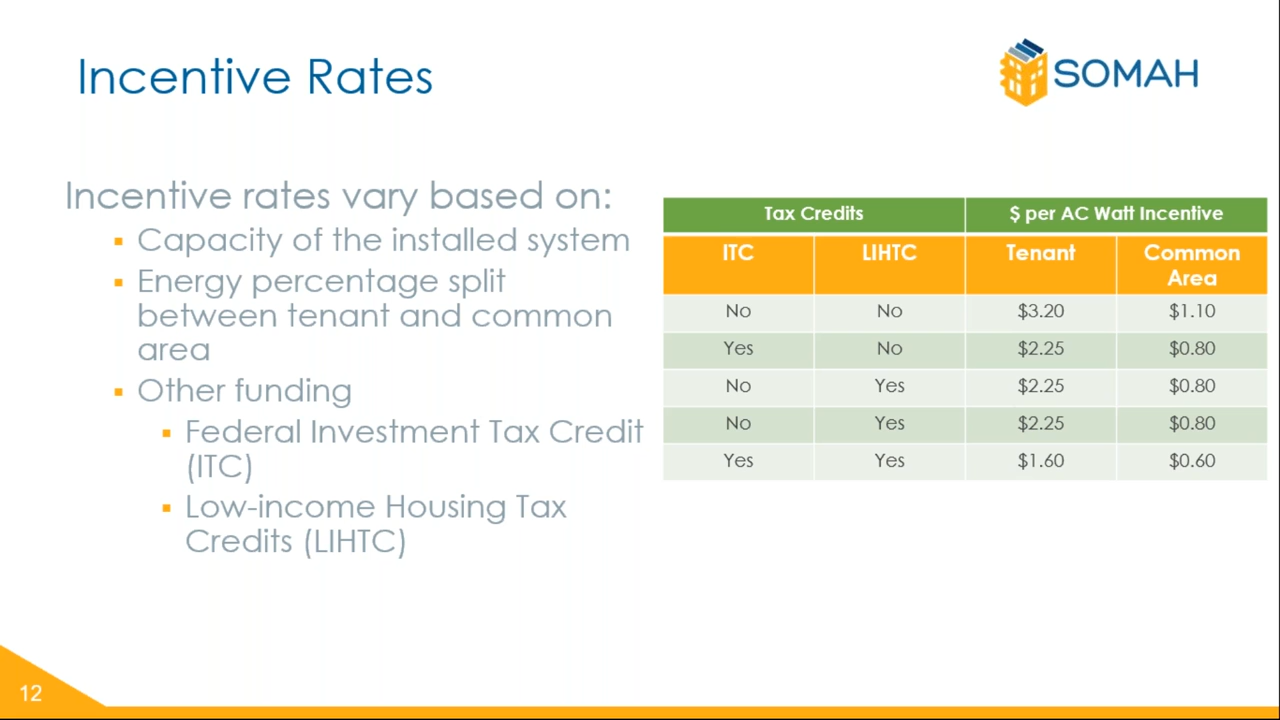 Incentive Rates
SOMAH
Incentive rates vary based on:
Capacity of the installed system
Energy percentage split
between tenant and common
area
Other funding
Federal Investment Tax Credit
(ITC)
Low-income Housing Tax
Credits (LIHTC)
Tax Credits $ per AC Watt Incentive
ITC LIHTC Tenant Common
Area
No No $3.20 $1.10
Yes No $2.25 $0.80
No Yes $2.25 $0.80
No Yes $2.25 $0.80
Yes Yes $1.60 $0.60
12